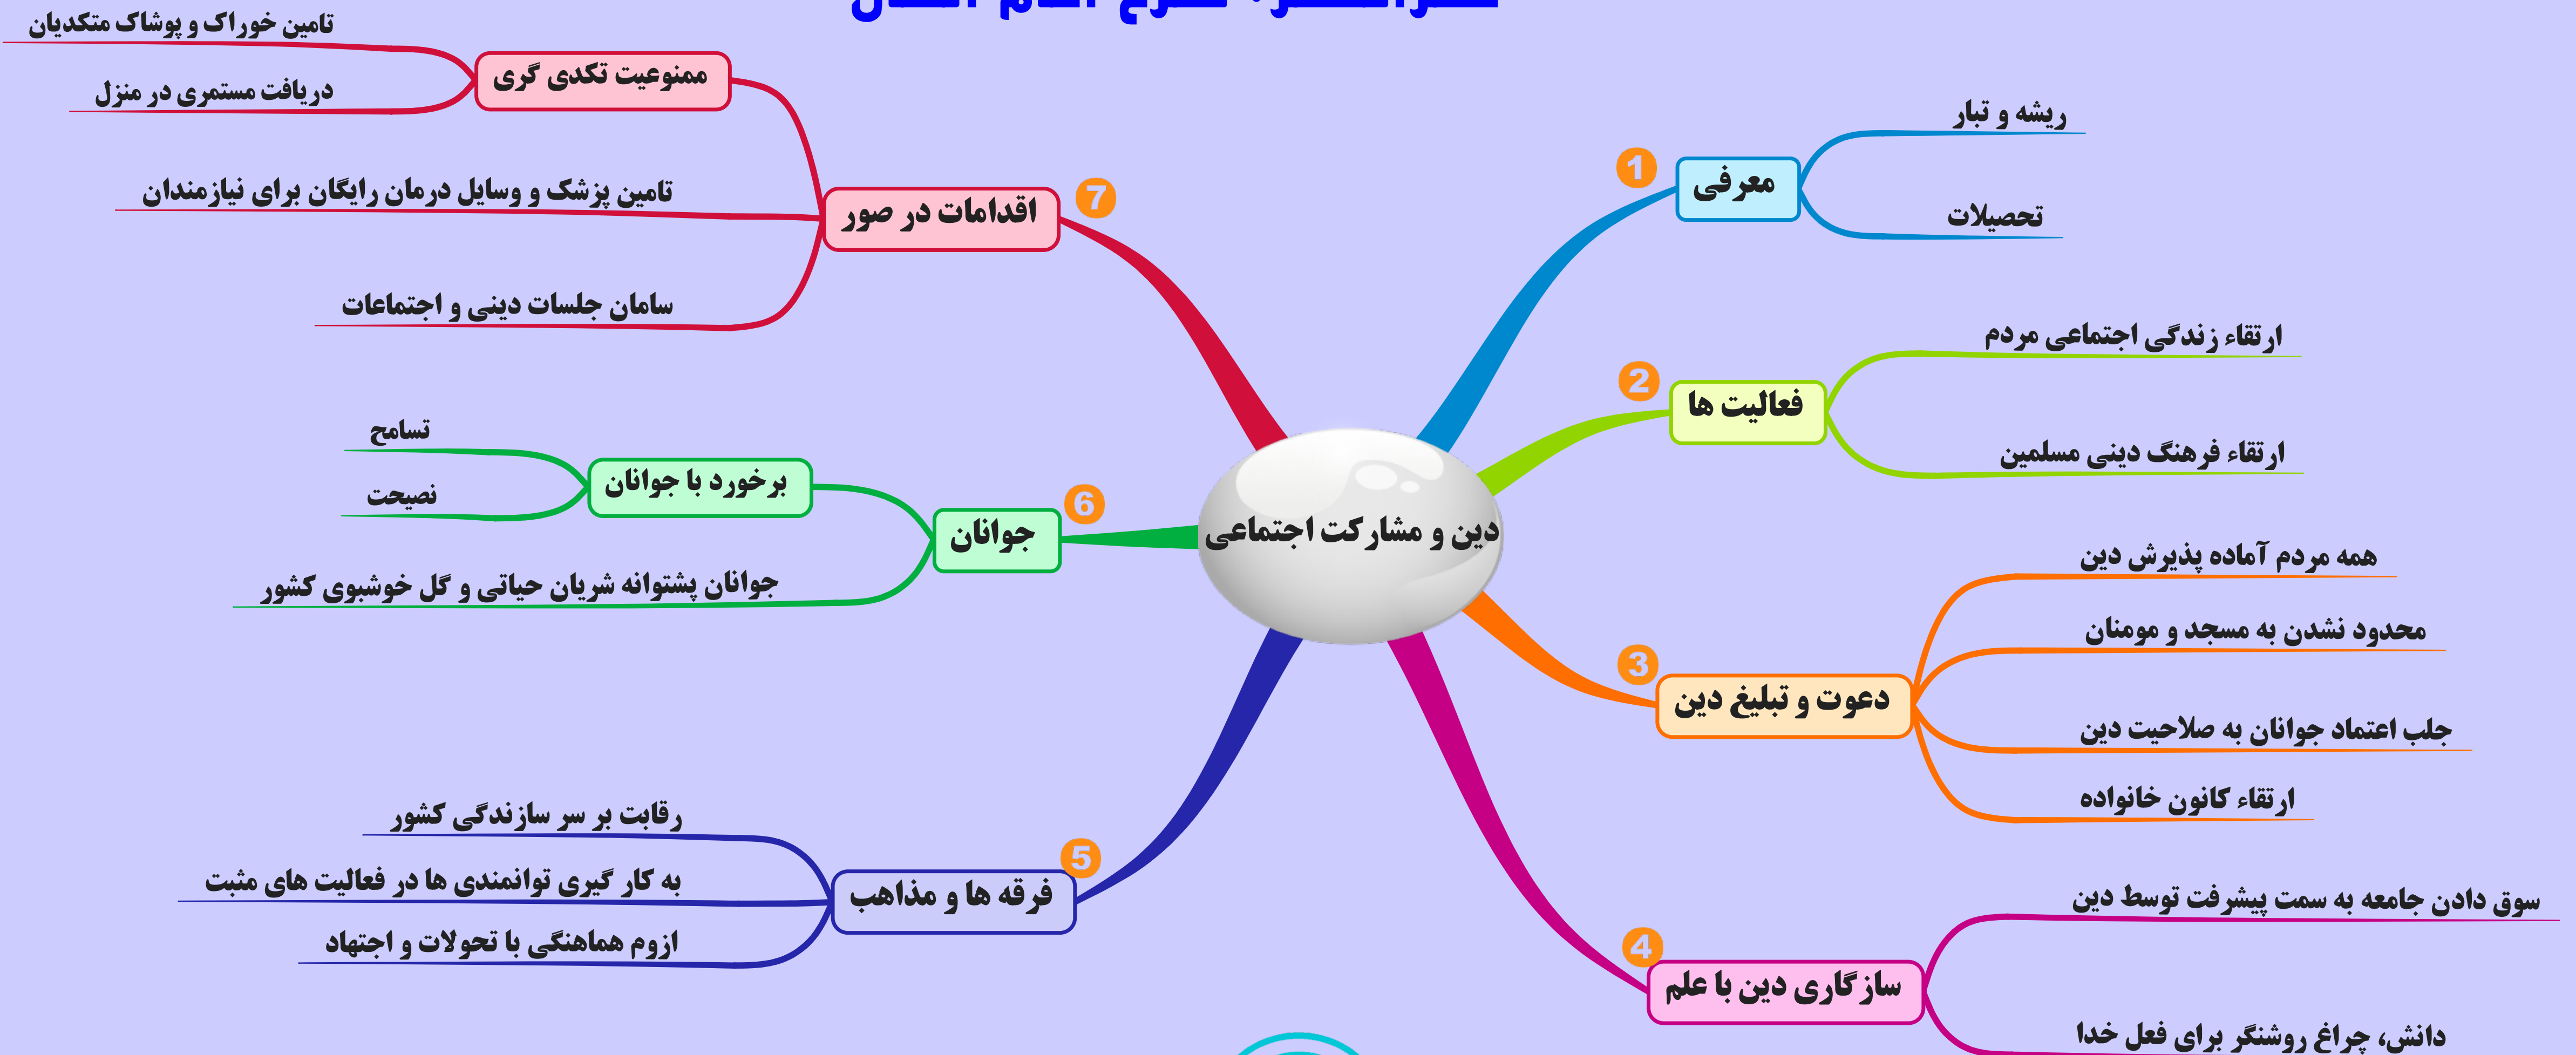 دین و مشارکت اجتماعی
1
معرفی
ریشه و تبار
تحصیلات
2
فعالیت ها
ارتقاء زندگی اجتماعی مردم
ارتقاء فرهنگ دینی مسلمین
3
دعوت و تبلیغ دین
همه مردم آماده پذیرش دین
محدود نشدن به مسجد و مومنان
جلب اعتماد جوانان به صلاحیت دین
ارتقاء کانون خانواده
4
سازگاری دین با علم
سوق دادن جامعه به سمت پیشرفت توسط دین
دانش، چراغ روشنگر برای فعل خدا
5
فرقه ها و مذاهب
رقابت بر سر سازندگی کشور
به کار گیری توانمندی ها در فعالیت های مثبت
ازوم هماهنگی با تحولات و اجتهاد
6
جوانان
برخورد با جوانان
تسامح
نصیحت
جوانان پشتوانه شریان حیاتی و گل خوشبوی کشور
7
اقدامات در صور
ممنوعیت تکدی گری
تامین خوراک و پوشاک متکدیان
دریافت مستمری در منزل
تامین پزشک و وسایل درمان رایگان برای نیازمندان
سامان جلسات دینی و اجتماعات